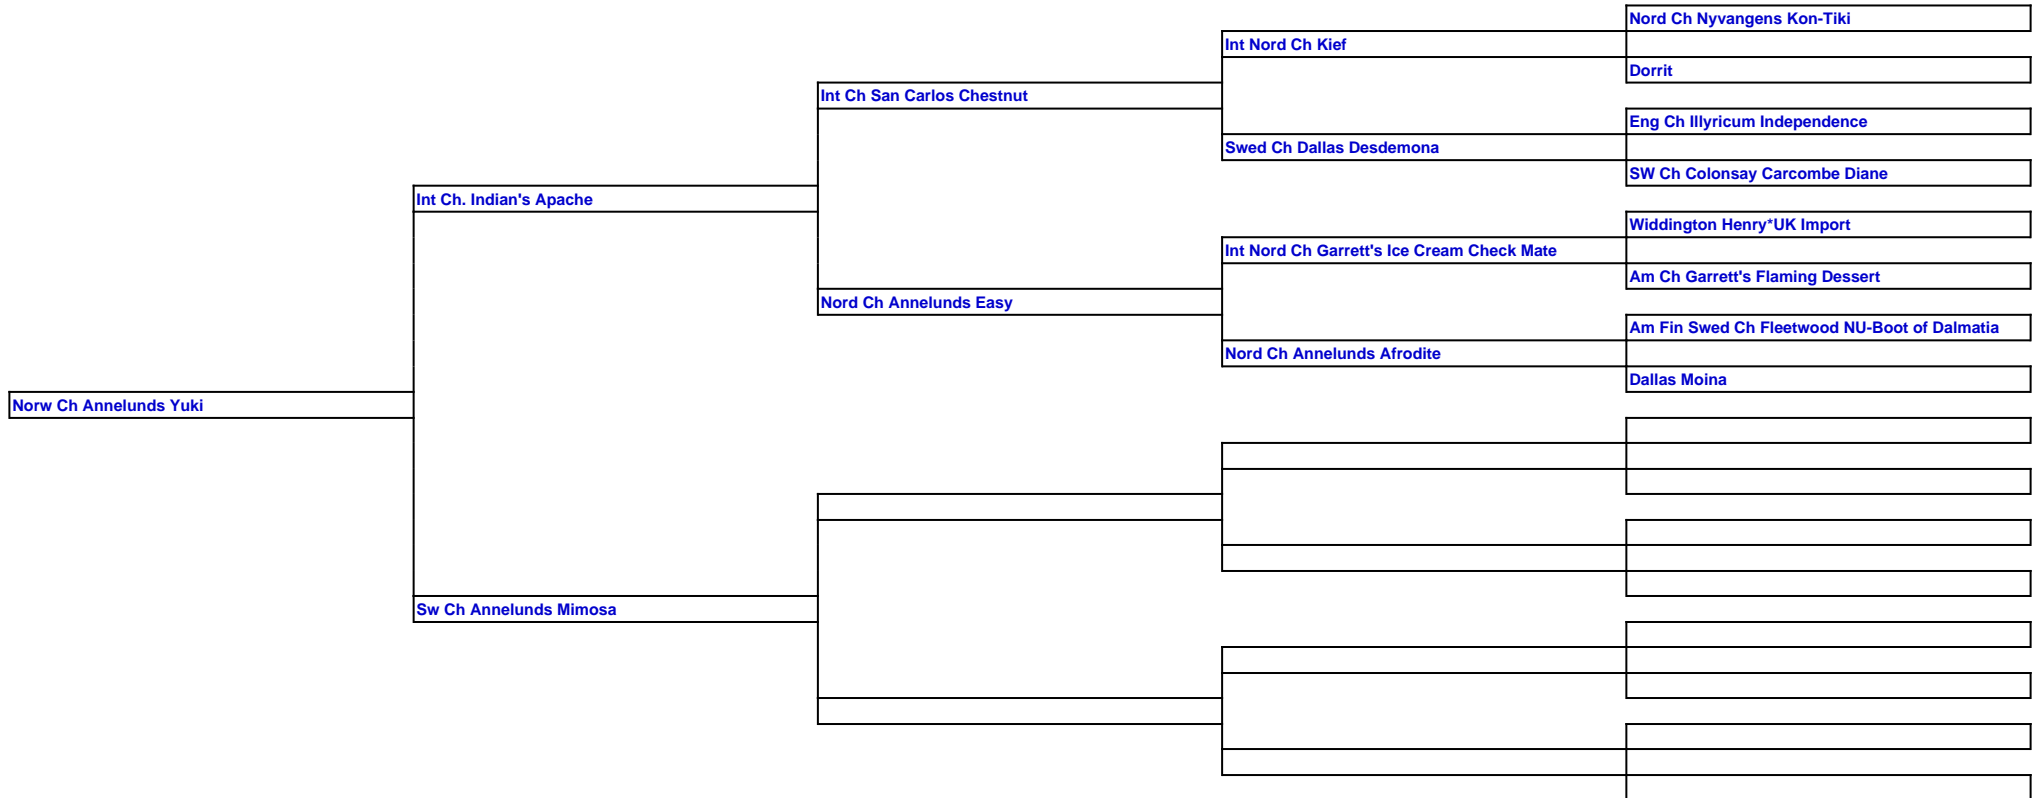 Nord Ch Nyvangens Kon-Tiki
Int Nord Ch Kief
Dorrit
Int Ch San Carlos Chestnut
Eng Ch Illyricum Independence
Swed Ch Dallas Desdemona
SW Ch Colonsay Carcombe Diane
Int Ch. Indian's Apache
Widdington Henry*UK Import
Int Nord Ch Garrett's Ice Cream Check Mate
Am Ch Garrett's Flaming Dessert
Nord Ch Annelunds Easy
Am Fin Swed Ch Fleetwood NU-Boot of Dalmatia
Nord Ch Annelunds Afrodite
Dallas Moina
Norw Ch Annelunds Yuki
Sw Ch Annelunds Mimosa